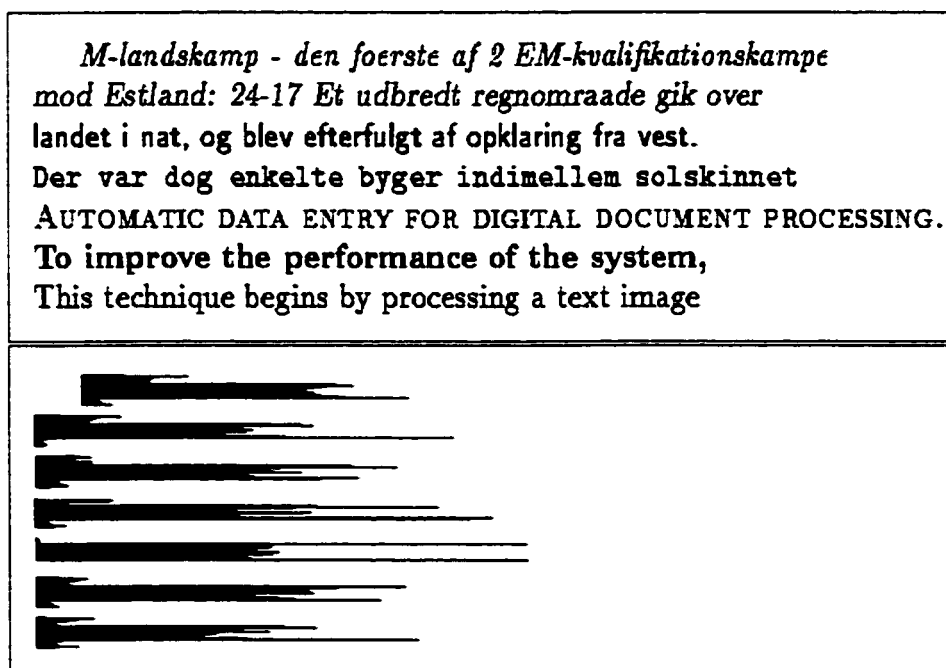 M-landskamp - den foerste af 2 EM-kvalifikationskampe
mod Estland: 24-17 Et udbredt regnomraade gik over
landet i nat, og blev efterfulgt af opklaring fra vest.
Der var dog enkelte byger indimellem solskinnet
AUTOMATIC DATA ENTRY FOR DIGITAL DOCUMENT PROCESSING.
To improve the performance of the system,
This technique begins by processing a text image